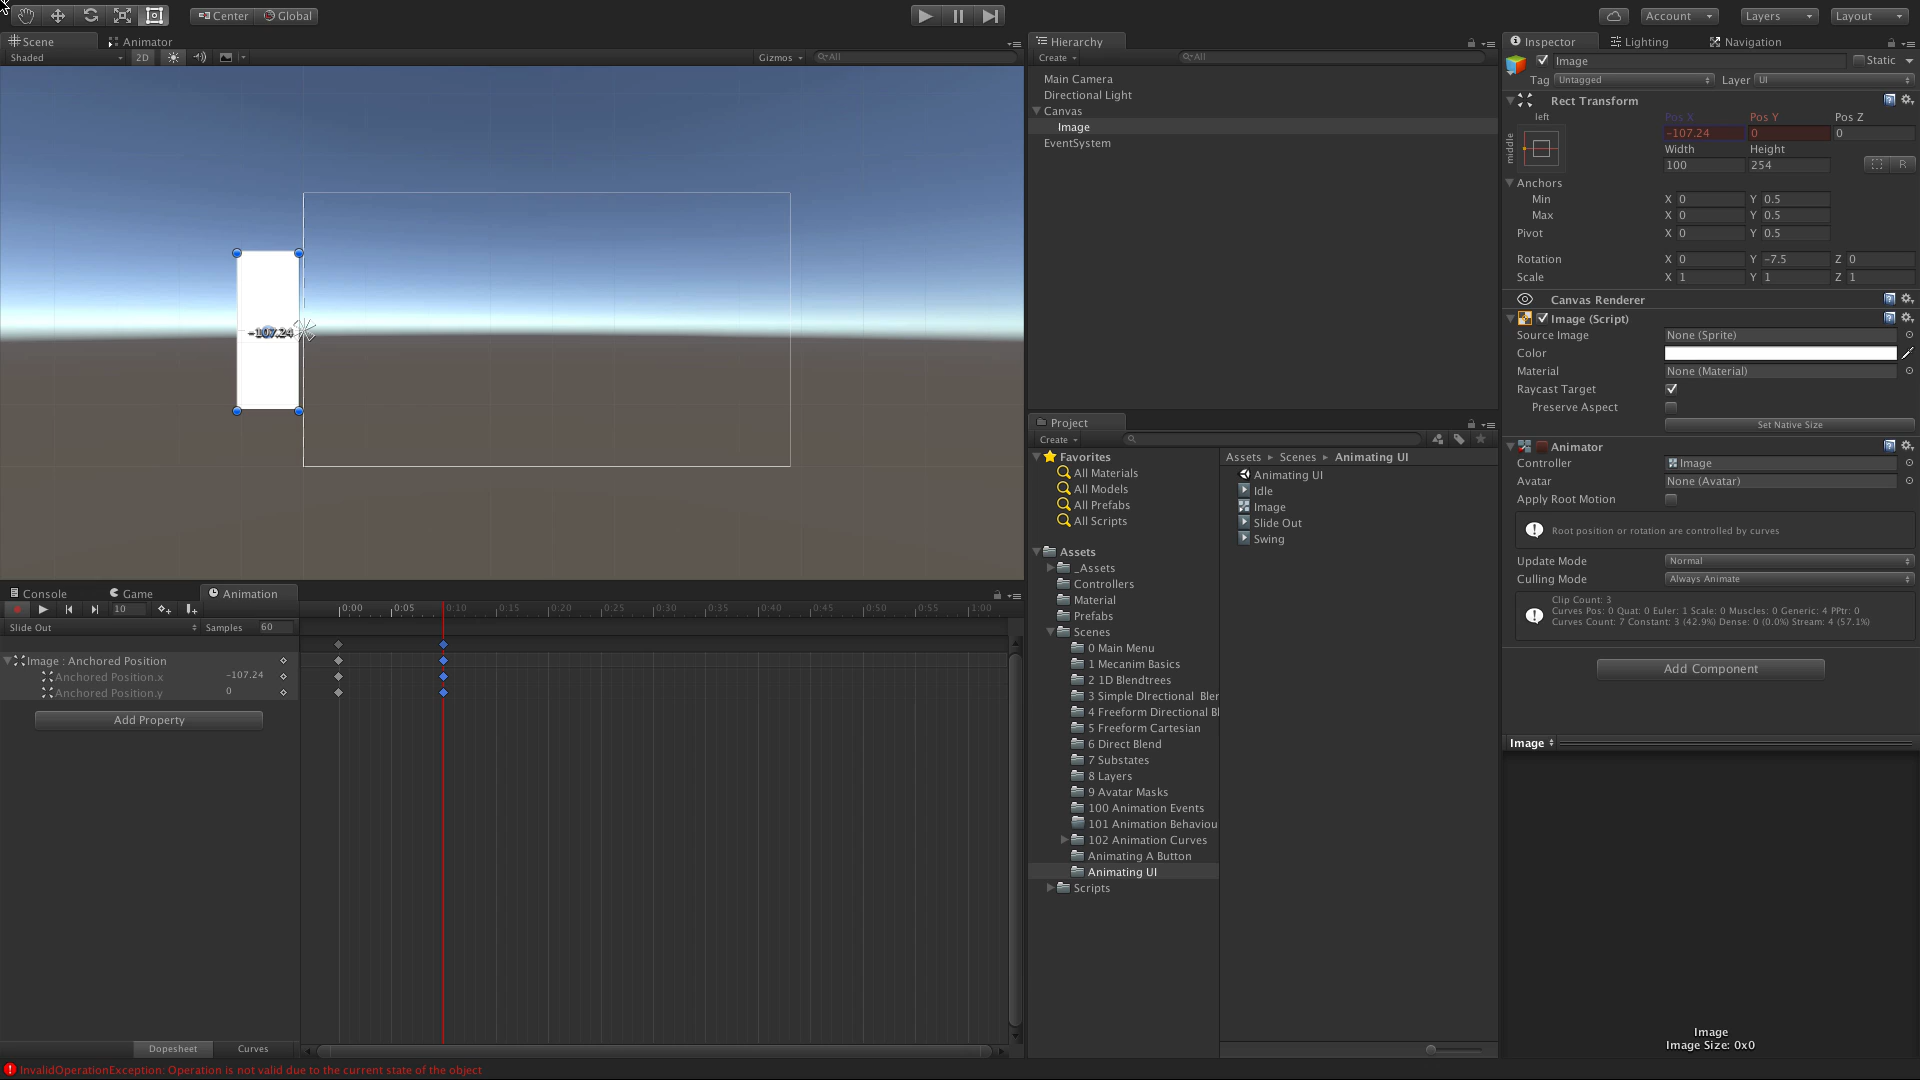 Center
Global
Account
Layers
Layout
Scene
Animator
Shaded
2D
Gizmos
All
-107.24
Console
Game
Animation
10
0:00
0:05
0:10
0:15
0:20
0:25
0:30
0:35
0:40
0:45
0:50
0:55
1:00
Slide Out
Samples
60
Image : Anchored Position
Anchored Position.x
-107.24
Anchored Position.y
0
Add Property
Dopesheet
Curves
InvalidOperationException: Operation is not valid due to the current state of the object
Hierarchy
Create
All
Main Camera
Directional Light
Canvas
Image
EventSystem
Project
Create
Favorites
All Materials
All Models
All Prefabs
All Scripts
Assets
_Assets
Controllers
Material
Prefabs
Scenes
0 Main Menu
1 Mecanim Basics
2 1D Blendtrees
3 Simple DIrectional Bler
4 Freeform Directional Bl
5 Freeform Cartesian
6 Direct Blend
7 Substates
8 Layers
9 Avatar Masks
100 Animation Events
101 Animation Behaviou
102 Animation Curves
Animating A Button
Animating UI
Scripts
Assets
Scenes
Animating UI
Animating UI
Idle
Image
Slide Out
Swing
Inspector
Lighting
Navigation
Image
Static
Tag
Untagged
Layer
UI
Rect Transform
left
middle
Pos X
Pos Y
Pos Z
-107.24
0
0
Width
Height
100
254
R
Anchors
Min
X 0
Y 0.5
Max
X 0
Y 0.5
Pivot
X 0
Y 0.5
Rotation
X 0
Y -7.5
Z 0
Scale
X 1
Y 1
Z 1
Canvas Renderer
Image (Script)
Source Image
None (Sprite)
Color
Material
None (Material)
Raycast Target
Preserve Aspect
Set Native Size
Animator
Controller
Image
Avatar
None (Avatar)
Apply Root Motion
Root position or rotation are controlled by curves
Update Mode
Normal
Culling Mode
Always Animate
Clip Count: 3
Curves Pos: 0 Quat: 0 Euler: 1 Scale: 0 Muscles: 0 Generic: 4 PPtr: 0
Curves Count: 7 Constant: 3 (42.9%) Dense: 0 (0.0%) Stream: 4 (57.1%)
Add Component
Image
Image
Image Size: 0x0